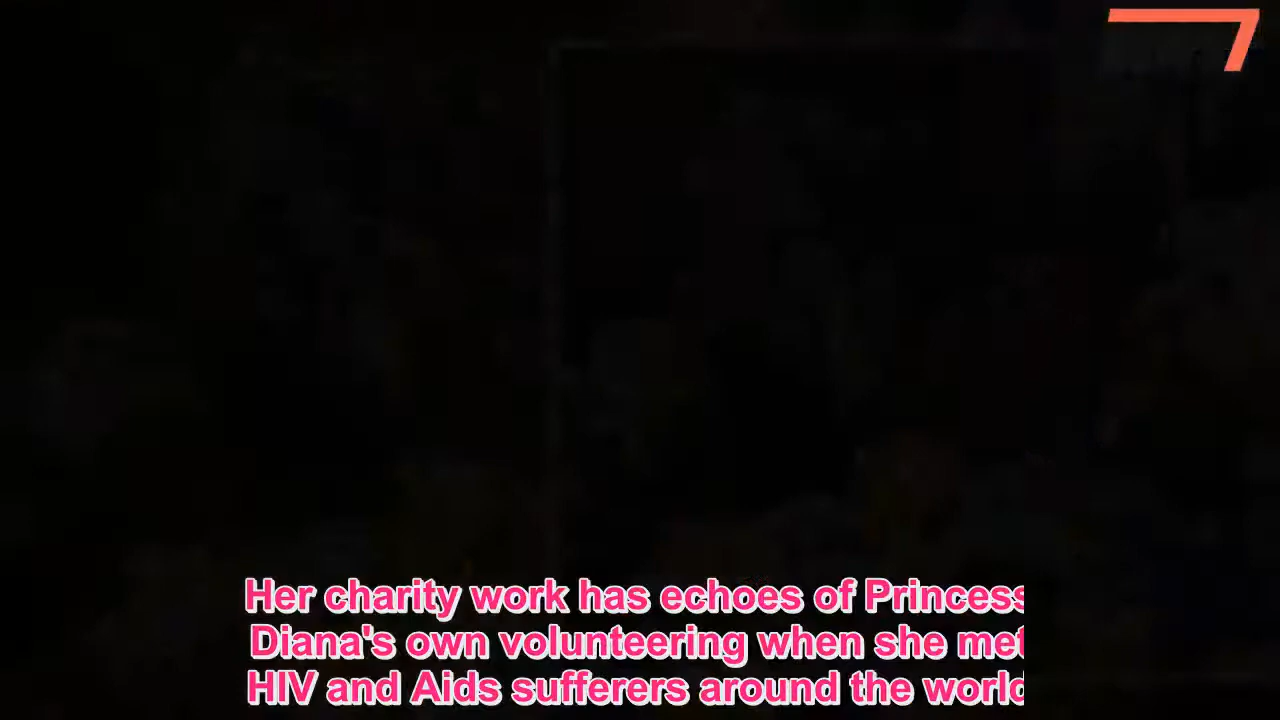 Her charity work has echoes of Princess
Diana's own volunteering when she met
HIV and Aids sufferers around the world